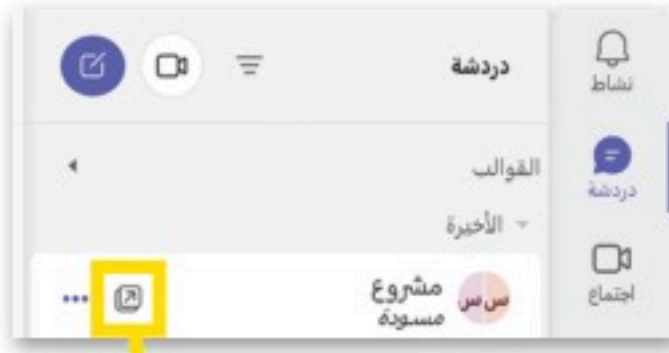 دردشة
نشاط
القوالب
دردشة
الأخيرة
س س
مشروع
مسودة
اجتماع